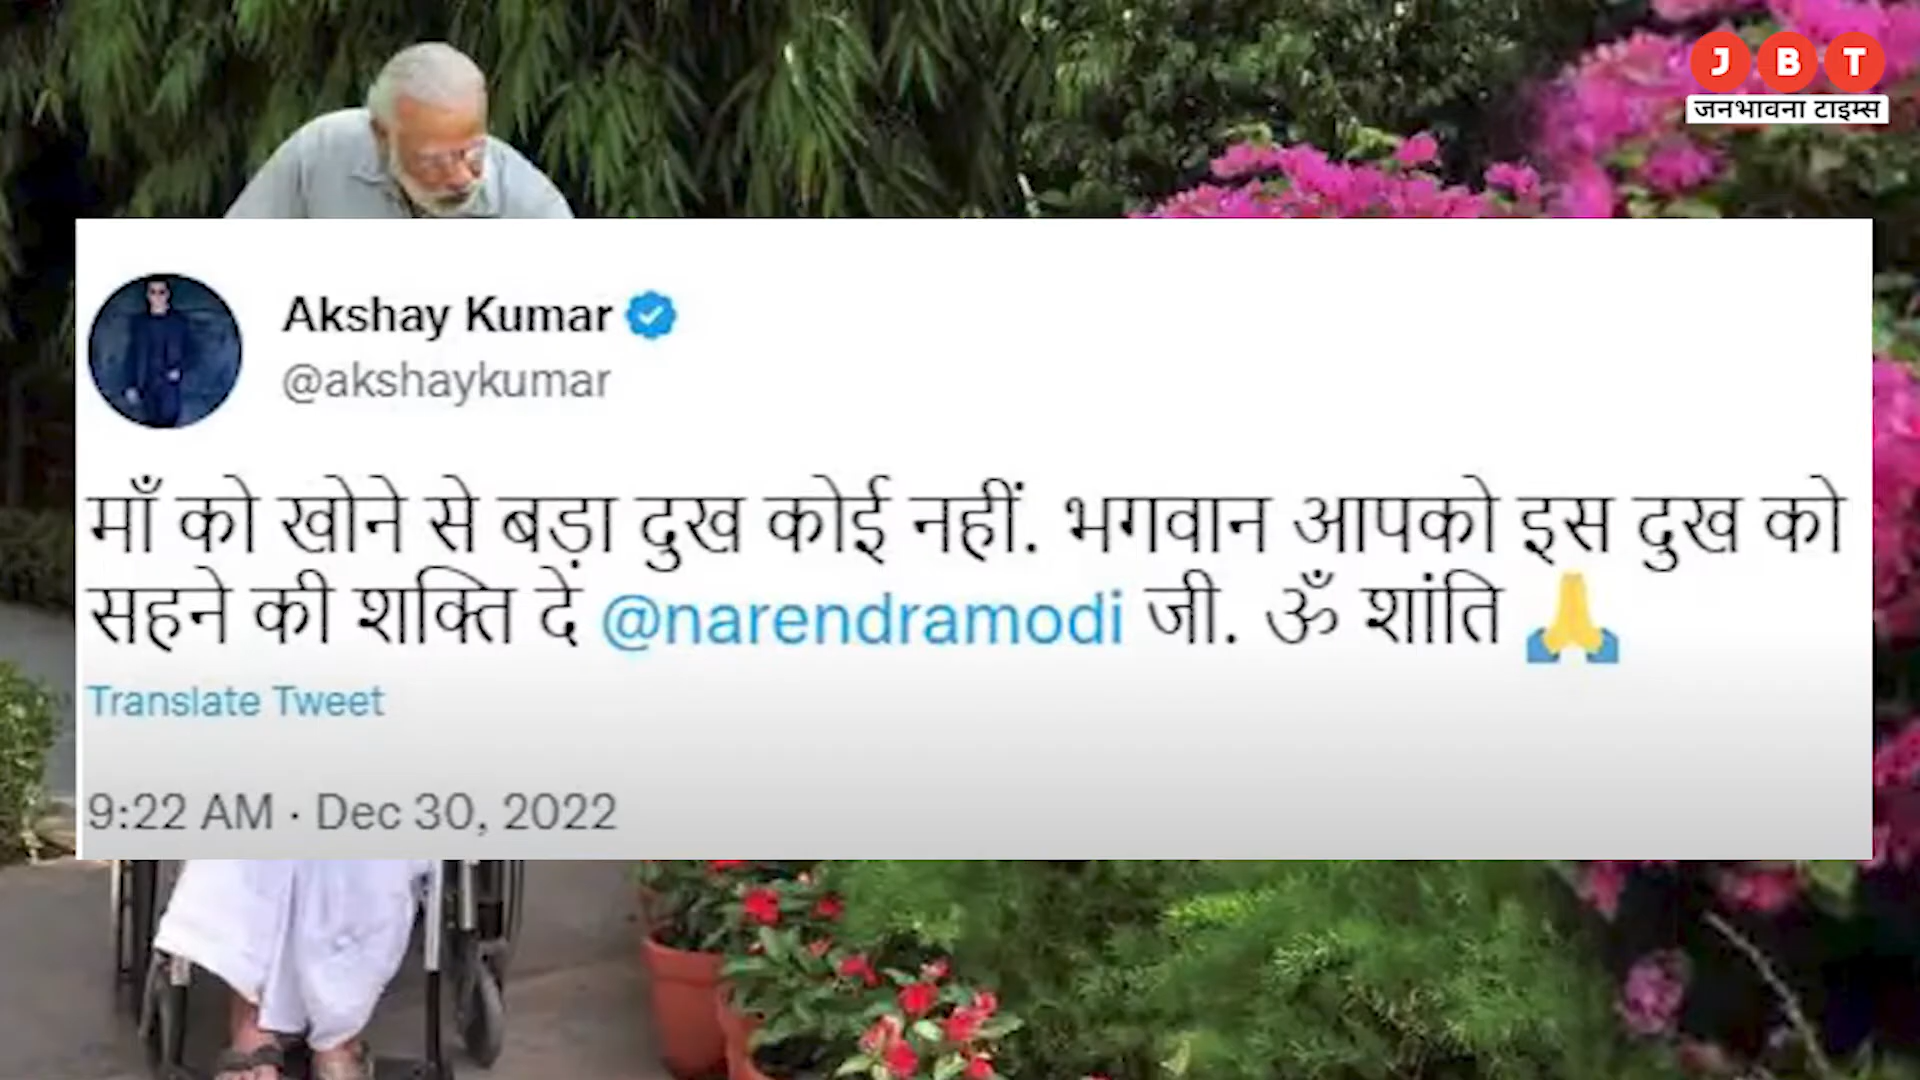 J B T
जनभावना टाइम्स
Akshay Kumar
@akshaykumar
माँ को खोने से बड़ा दुख कोई नहीं. भगवान आपको इस दुख को
सहने की शक्ति दे @narendramodi जी. ॐ शांति 🙏
Translate Tweet
9:22 AM · Dec 30, 2022